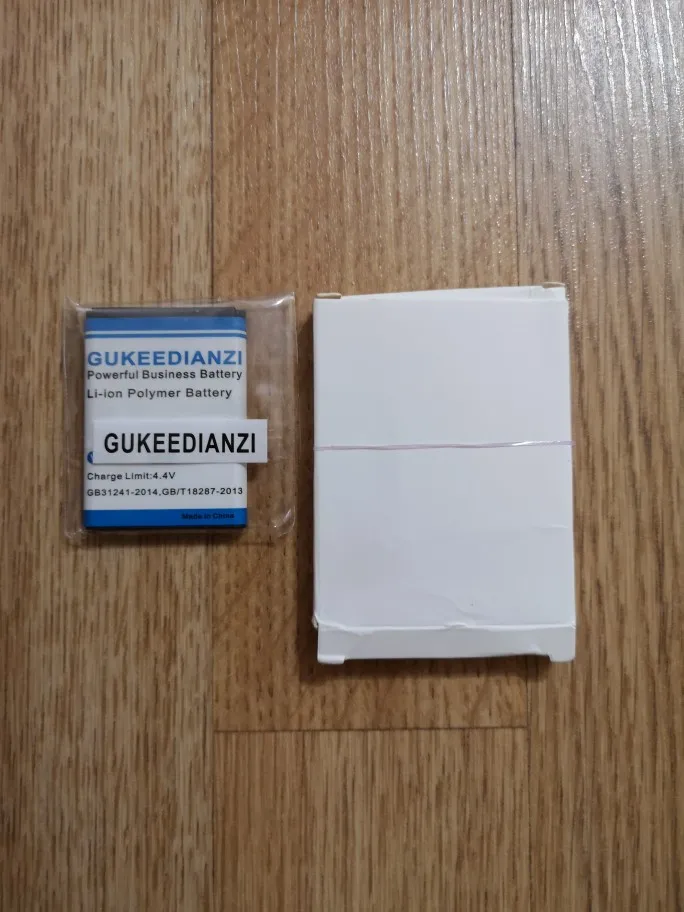 GUKEEDIANZI
Powerful Business Battery
Li-ion Polymer Battery
GUKEEDIANZI
Charge Limit:4.4V
GB31241-2014,GB/T18287-2013
Made in China